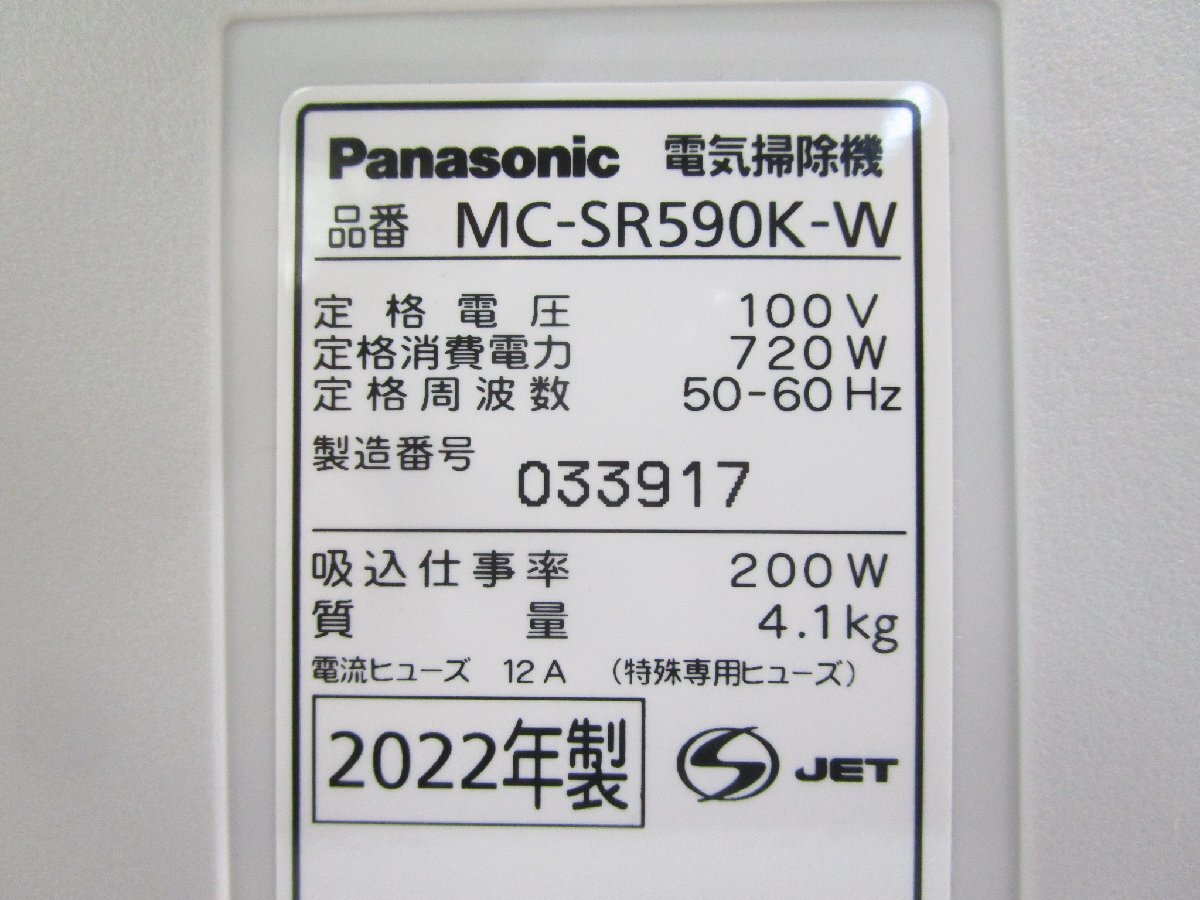 Panasonic 電気掃除機
品番 MC-SR590K-W
定格電圧 100V
定格消費電力 720W
定格周波数 50-60Hz
製造番号 033917
吸込仕事率 200W
質量 4.1kg
電流ヒューズ 12A (特殊専用ヒューズ)
2022年製 S JET